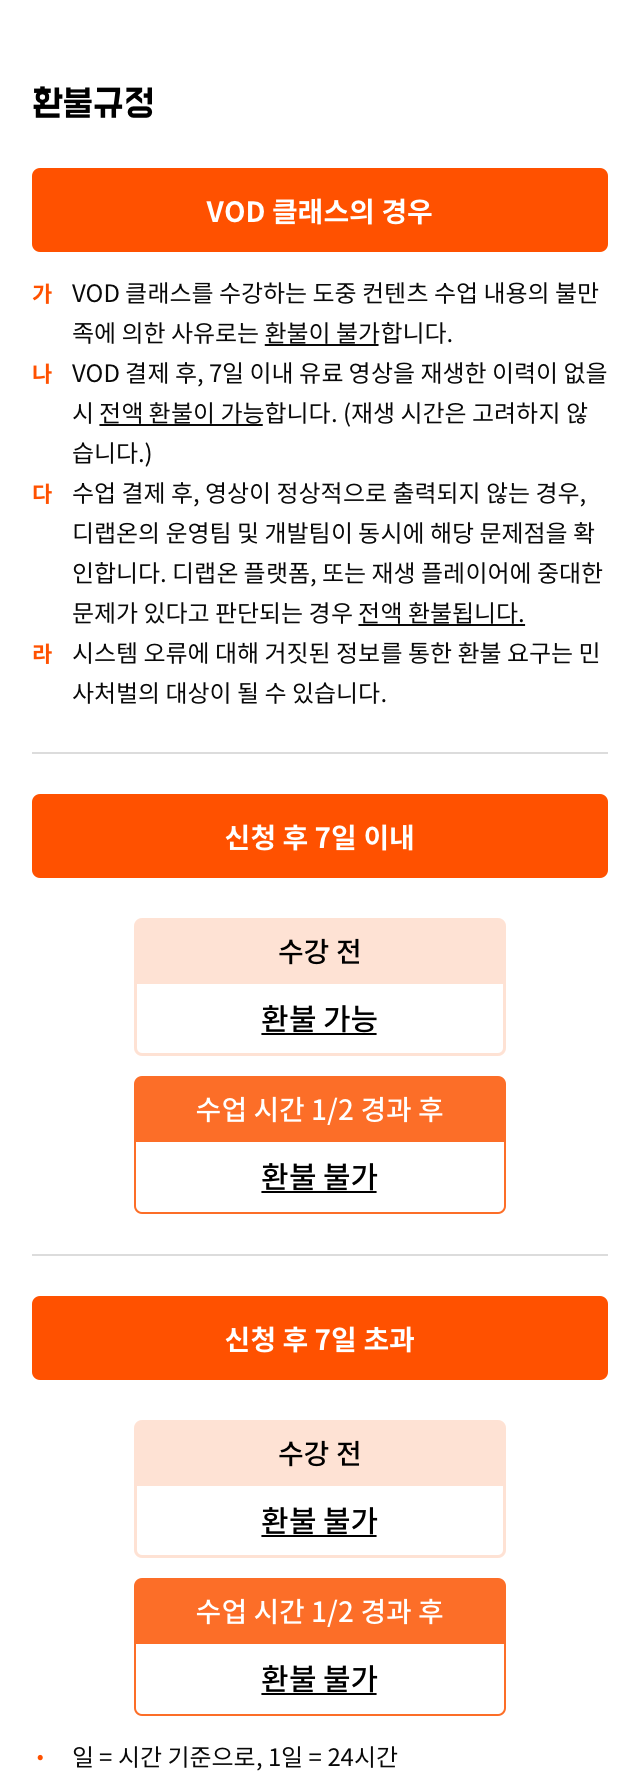 환불규정
VOD 클래스의 경우
가 VOD 클래스를 수강하는 도중 컨텐츠 수업 내용의 불만
족에 의한 사유로는 환불이 불가합니다.
나 VOD 결제 후, 7일 이내 유료 영상을 재생한 이력이 없을
시 전액 환불이 가능합니다. (재생 시간은 고려하지 않
습니다.)
다 수업 결제 후, 영상이 정상적으로 출력되지 않는 경우,
디랩온의 운영팀 및 개발팀이 동시에 해당 문제점을 확
인합니다. 디랩온 플랫폼, 또는 재생 플레이어에 중대한
문제가 있다고 판단되는 경우 전액 환불됩니다.
라 시스템 오류에 대해 거짓된 정보를 통한 환불 요구는 민
사처벌의 대상이 될 수 있습니다.
신청 후 7일 이내
수강 전
환불 가능
수업 시간 1/2 경과 후
환불 불가
신청 후 7일 초과
수강 전
환불 불가
수업 시간 1/2 경과 후
환불 불가
• 일 = 시간 기준으로, 1일 = 24시간